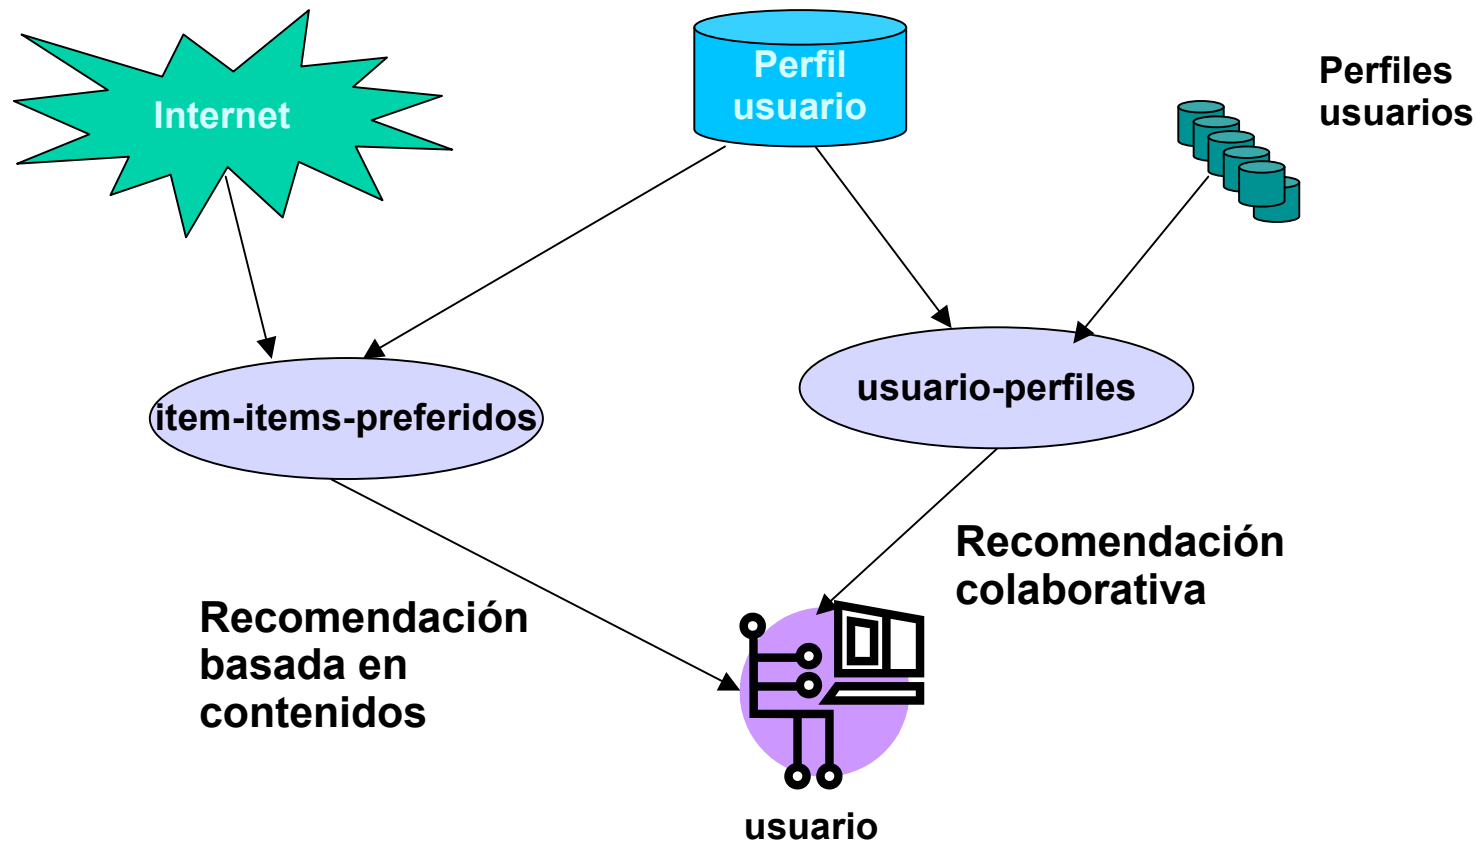 Internet
Perfil
usuario
Perfiles
usuarios
item-items-preferidos
usuario-perfiles
Recomendación
basada en
contenidos
Recomendación
colaborativa
usuario